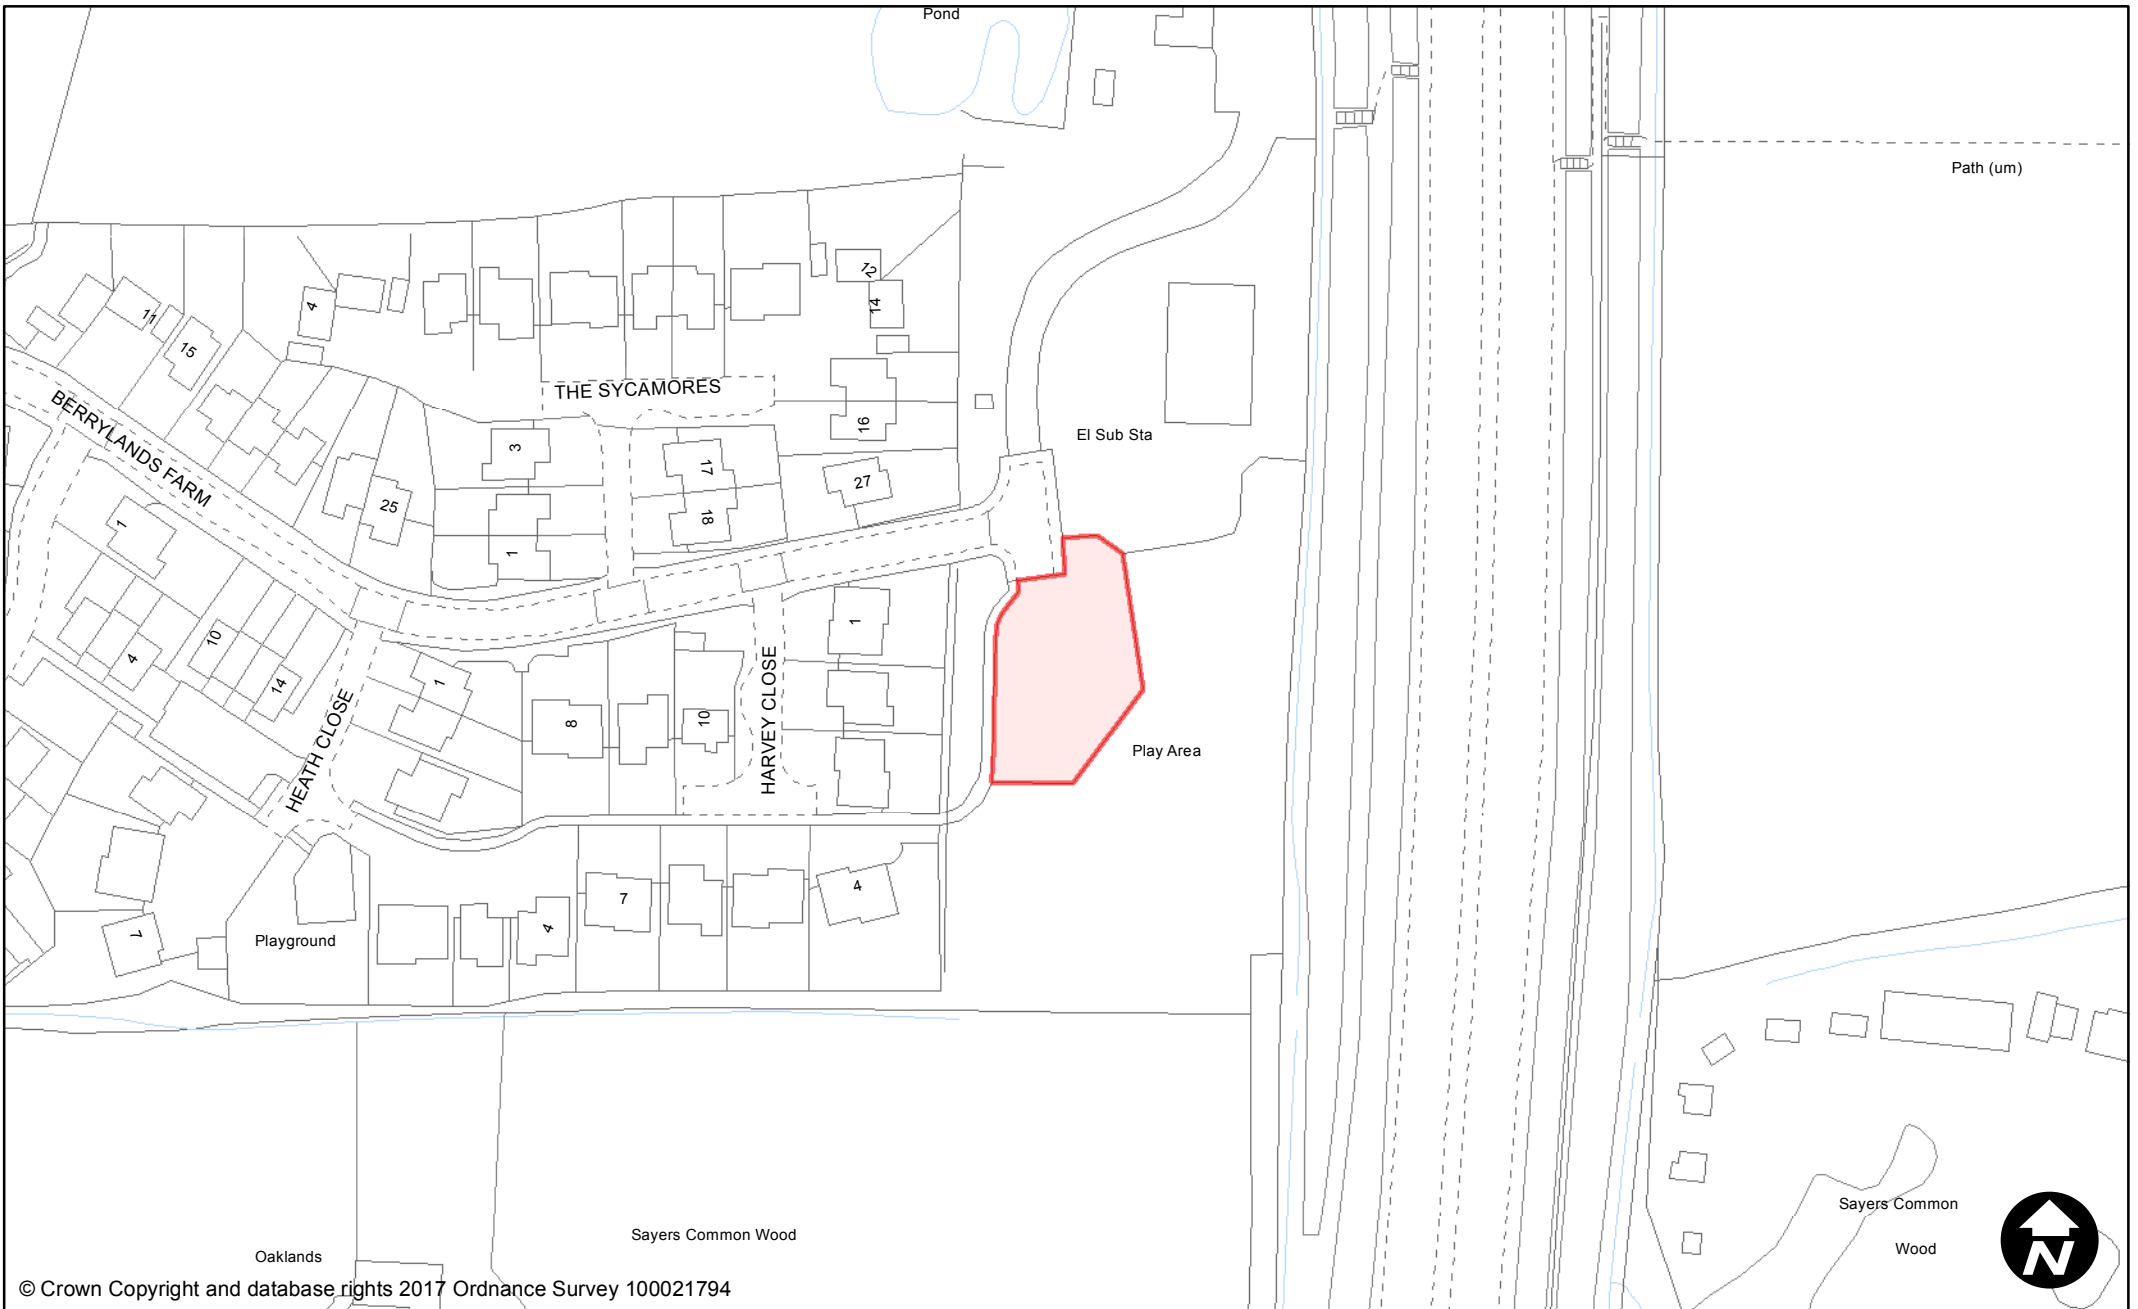 Pond
Path (um)
12
14
4
11
15
THE SYCAMORES
BERRYLANDS FARM
16
El Sub Sta
3
17
27
25
18
1
1
1
10
4
14
1
HEATH CLOSE
8
10
HARVEY CLOSE
Play Area
7
4
4
7
Playground
Sayers Common
Wood
Sayers Common Wood
Oaklands
N
© Crown Copyright and database rights 2017 Ordnance Survey 100021794